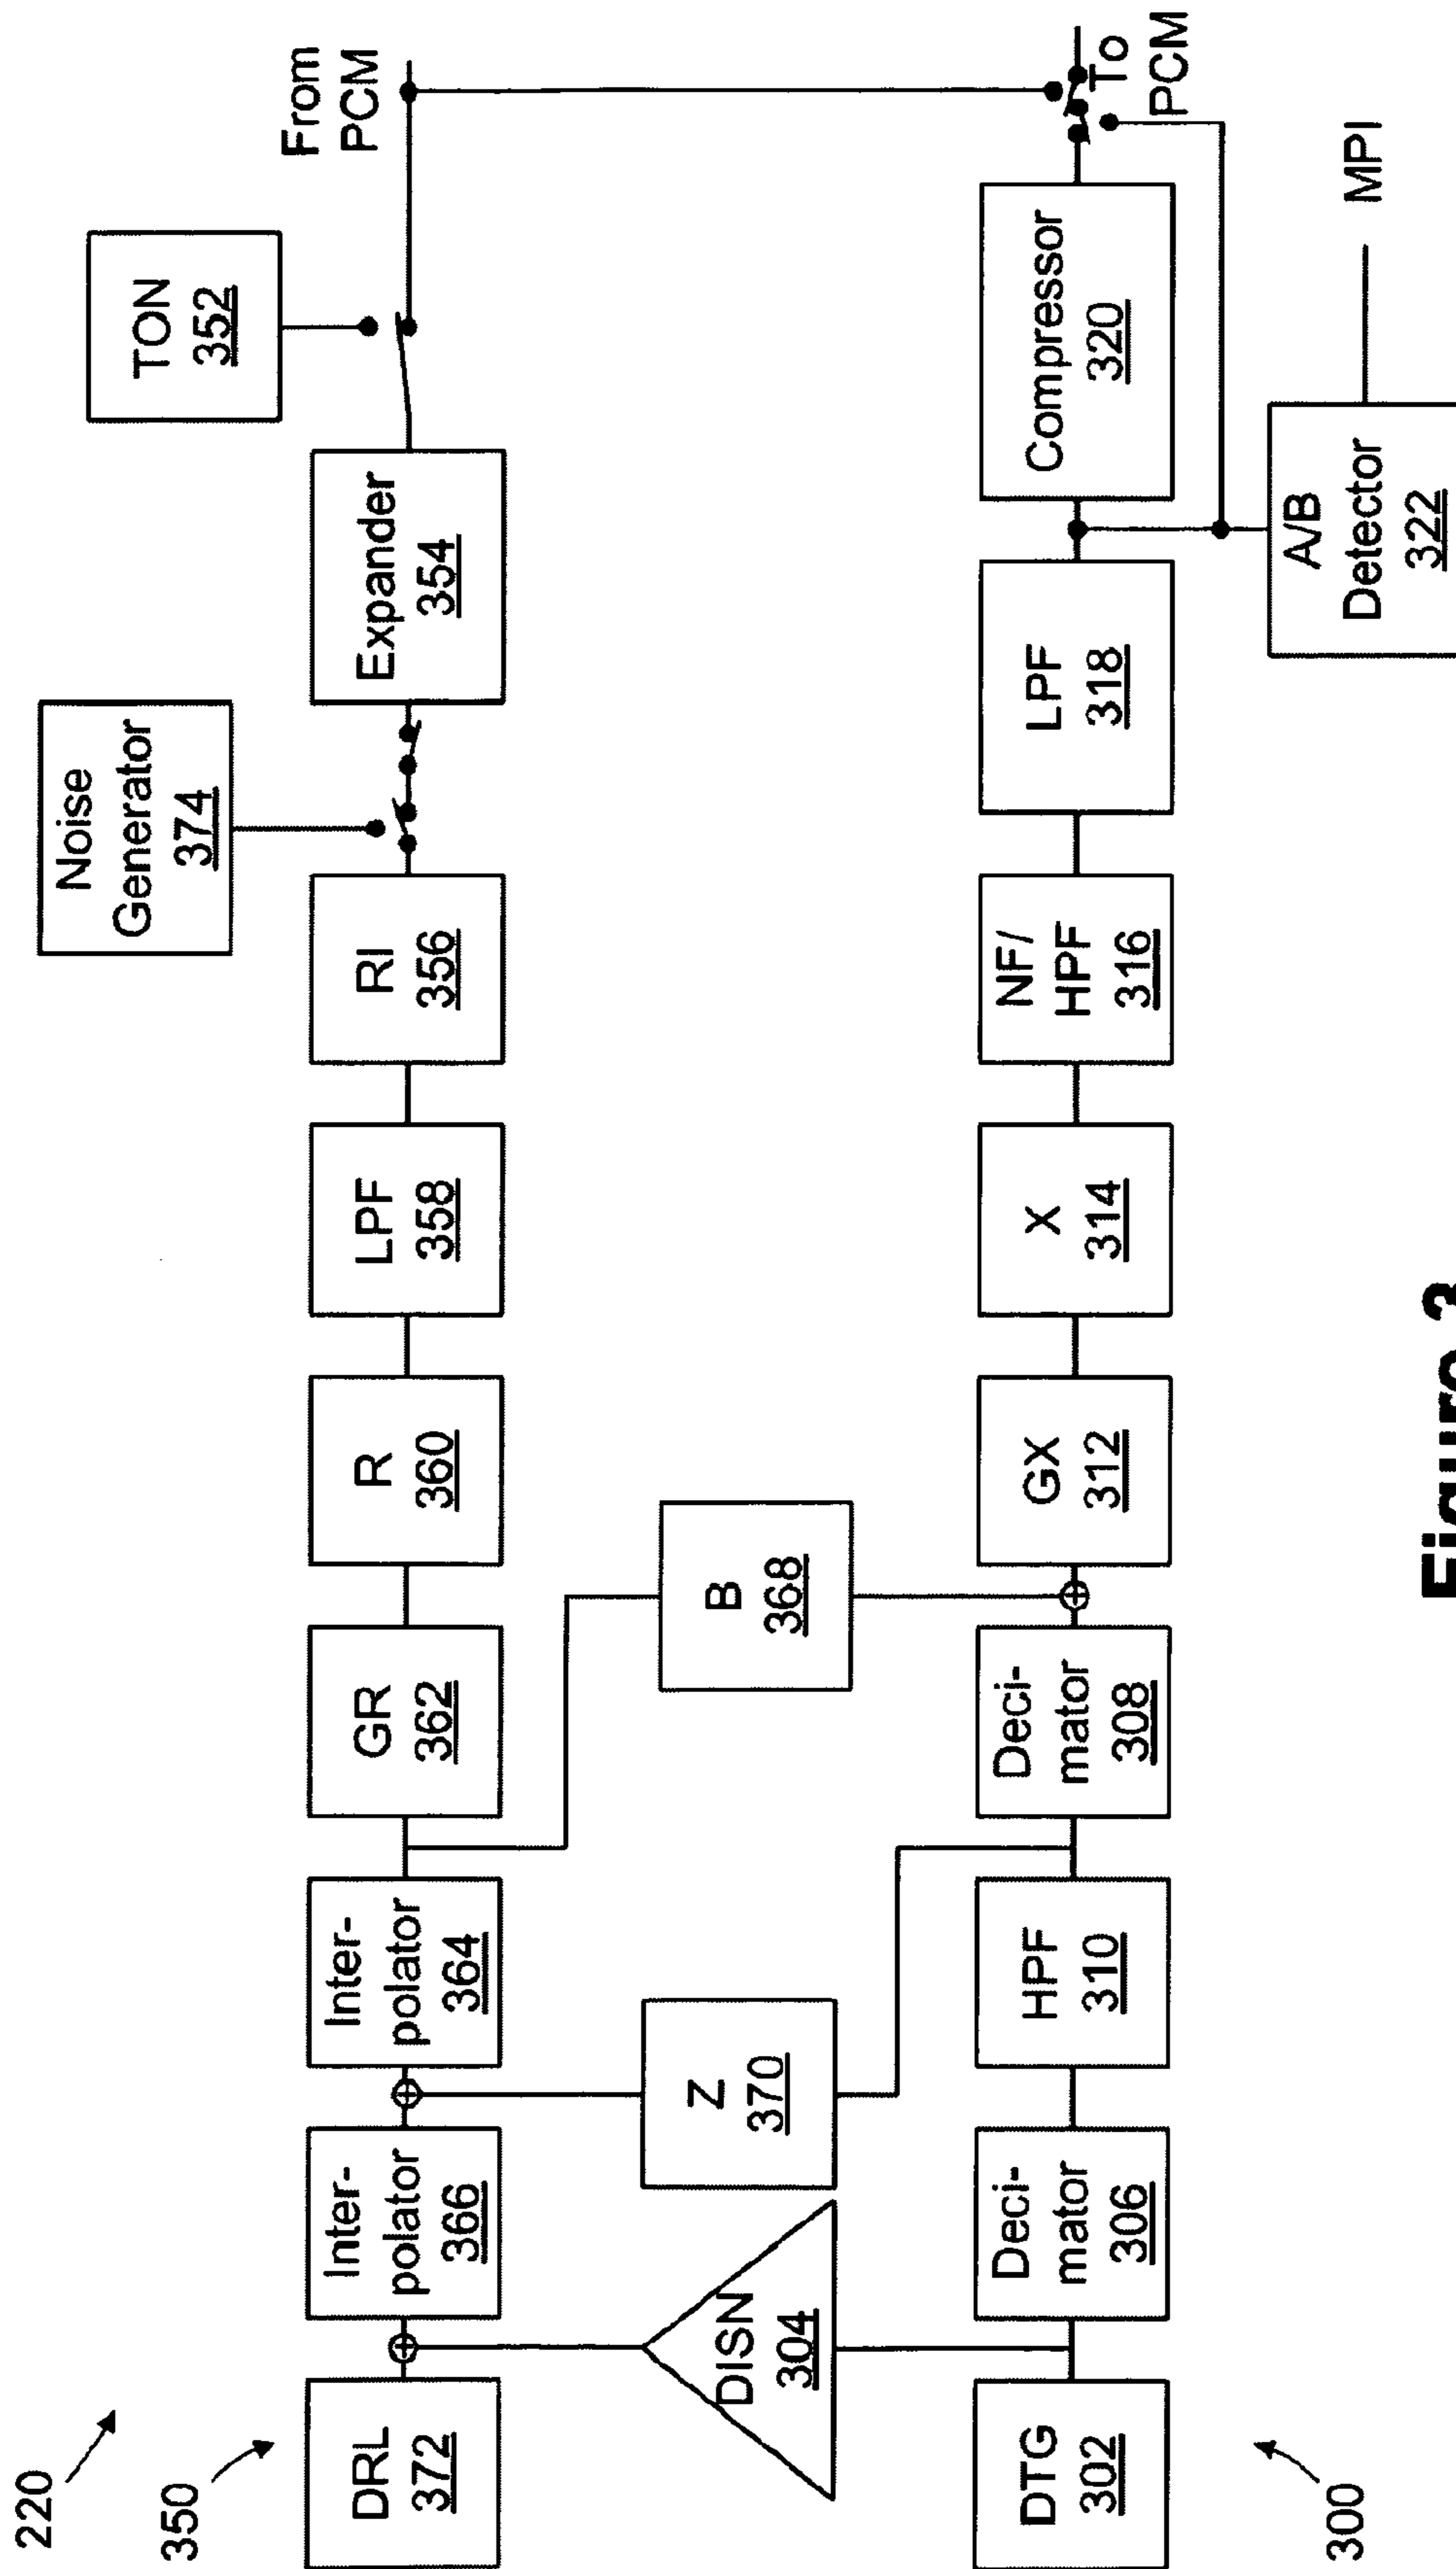 220
350
300
TON
352
Noise
Generator
374
From
PCM
DRL
372
Inter-
polator
366
Inter-
polator
364
GR
362
R
360
LPF
358
RI
356
Expander
354
DISN
304
Z
370
B
368
DTG
302
Deci-
mator
306
HPF
310
Deci-
mator
308
GX
312
X
314
NF/
HPF
316
LPF
318
Compressor
320
To
PCM
A/B
Detector
322
MPI
Figure 3